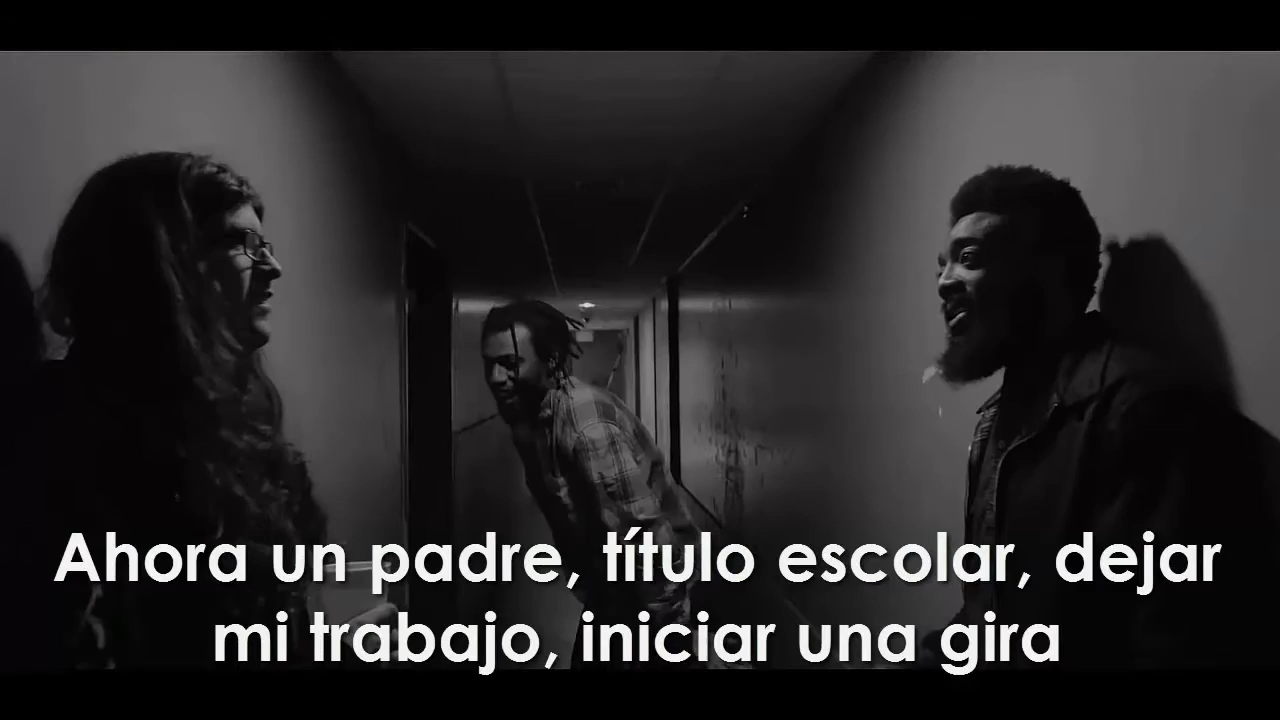 Ahora un padre, título escolar, dejar
mi trabajo, iniciar una gira